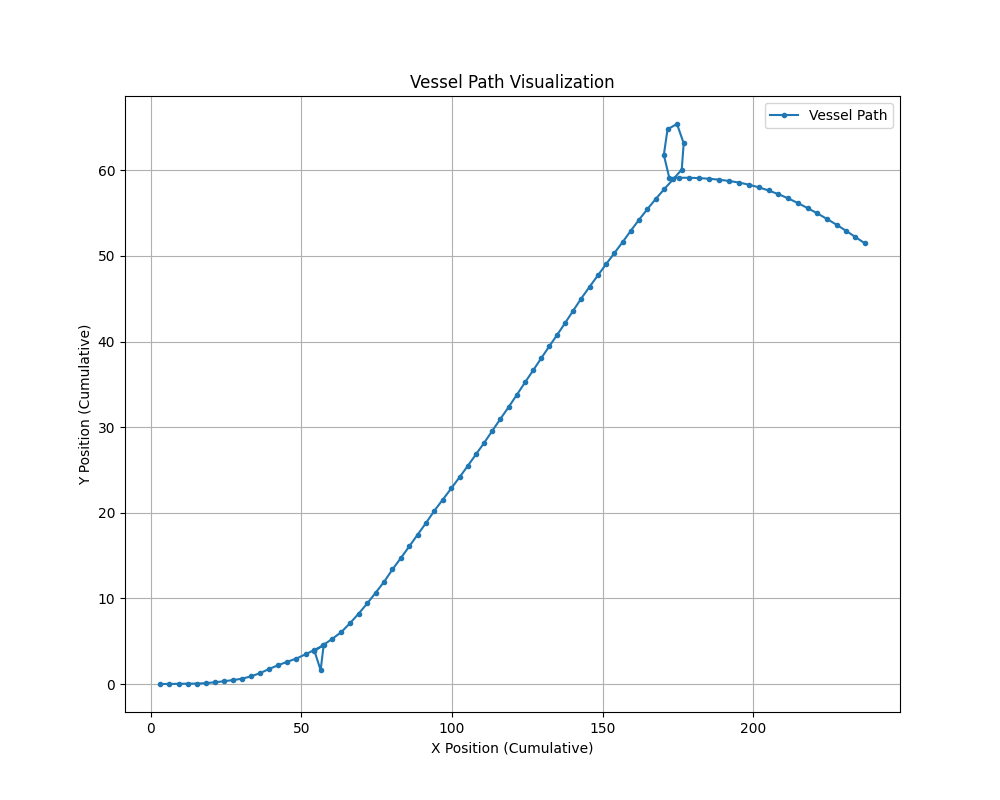 Vessel Path Visualization
Vessel Path
Y Position (Cumulative)
60
50
40
30
20
10
0
0 50 100 150 200
X Position (Cumulative)